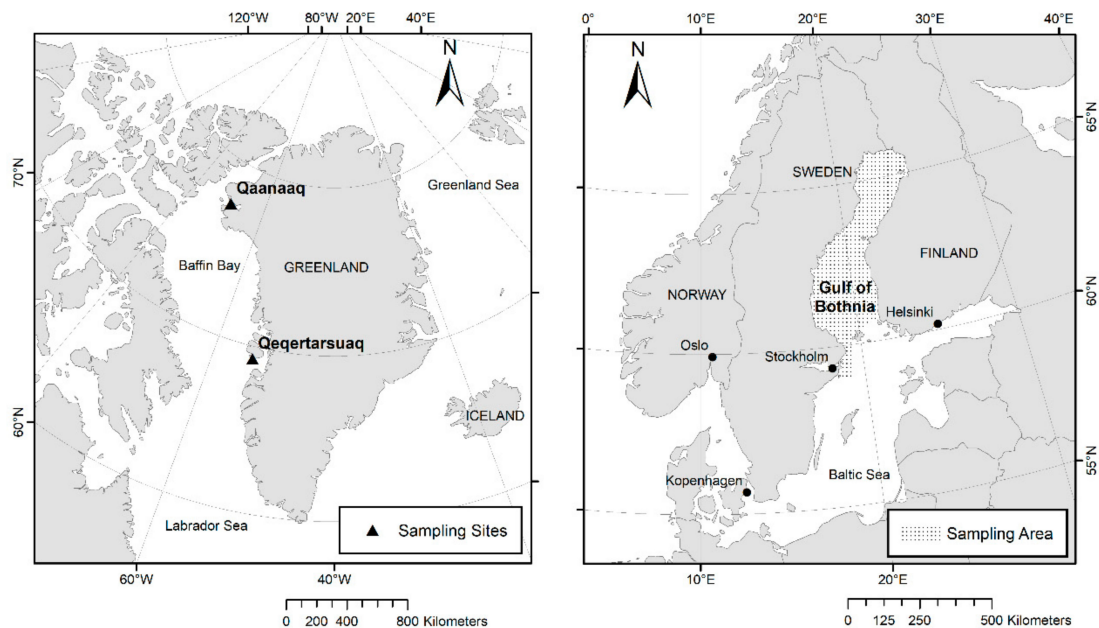 120°W 80°W 20°E 40°E
N
70°N
Qaanaaq
Greenland Sea
Baffin Bay
GREENLAND
Qeqertarsuaq
60°N
ICELAND
Labrador Sea
Sampling Sites
60°W 40°W
0 200 400 800 Kilometers
0° 10°E 20°E 30°E 40°E
N
65°N
SWEDEN
FINLAND
60°N
NORWAY
Gulf of
Bothnia
Helsinki
Oslo
Stockholm
55°N
Baltic Sea
Kopenhagen
Sampling Area
10°E 20°E
0 125 250 500 Kilometers